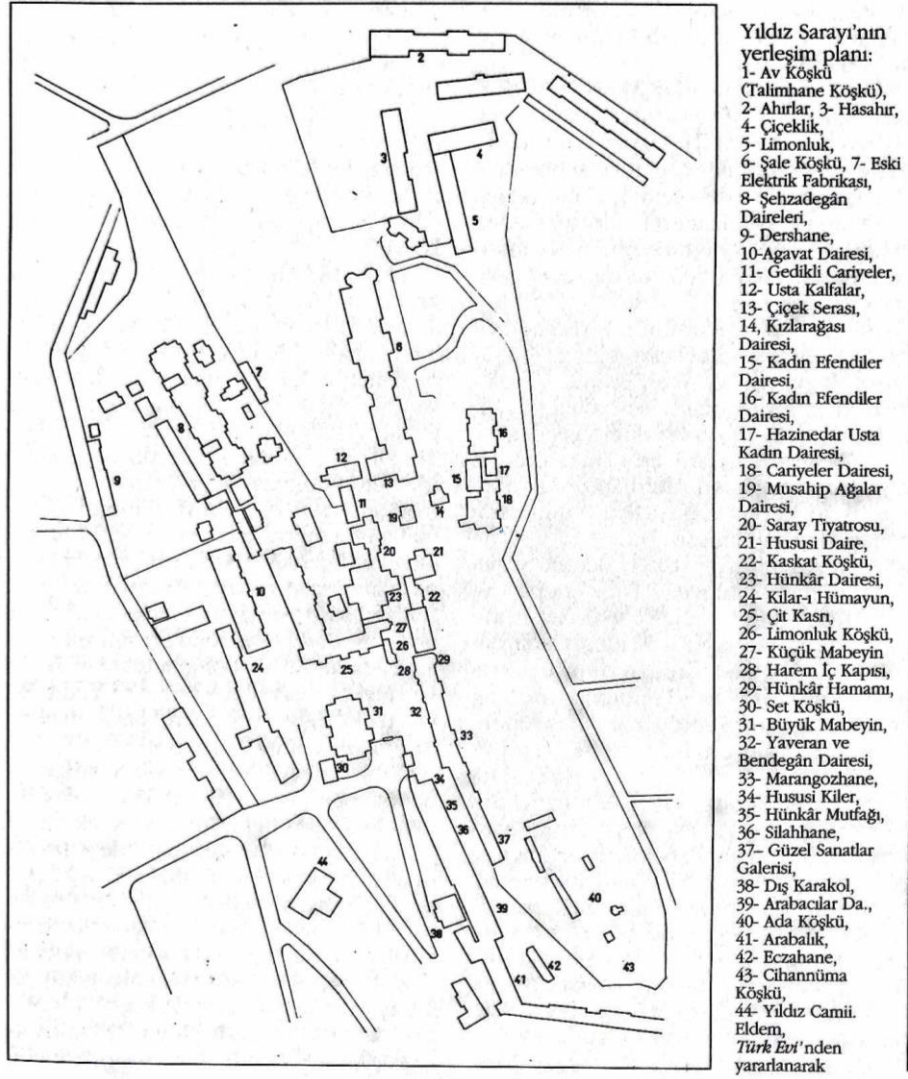 Yıldız Sarayı'nın
yerleşim planı:
1- Av Köşkü
(Talimhane Köşkü),
2- Ahırlar, 3- Hasahır,
4- Çiçeklik,
5- Limonluk,
6- Şale Köşkü, 7- Eski
Elektrik Fabrikası,
8- Şehzadegân
Daireleri,
9- Dershane,
10-Agavat Dairesi,
11- Gedikli Cariyeler,
12- Usta Kalfalar,
13- Çiçek Serası,
14, Kızlarağası
Dairesi,
15- Kadın Efendiler
Dairesi,
16- Kadın Efendiler
Dairesi,
17- Hazinedar Usta
Kadın Dairesi,
18- Cariyeler Dairesi,
19- Musahip Ağalar
Dairesi,
20- Saray Tiyatrosu,
21- Hususi Daire,
22- Kaskat Köşkü,
23- Hünkâr Dairesi,
24- Kilar-ı Hümayun,
25- Çit Kasrı,
26- Limonluk Köşkü,
27- Küçük Mabeyin
28- Harem İç Kapısı,
29- Hünkâr Hamamı,
30- Set Köşkü,
31- Büyük Mabeyin,
32- Yaveran ve
Bendegân Dairesi,
33- Marangozhane,
34- Hususi Kiler,
35- Hünkâr Mutfağı,
36- Silahhane,
37- Güzel Sanatlar
Galerisi,
38- Dış Karakol,
39- Arabacılar Da.,
40- Ada Köşkü,
41- Arabalık,
42- Eczahane,
43- Cihannüma
Köşkü,
44- Yıldız Camii.
Eldem,
Türk Evi'nden
yararlanarak
2
3
4
5
6
7
8
9
16
12
15
17
13
11
14
18
19
20
21
10
23
22
27
26
24
25
28
29
32
33
30
34
35
36
37
44
40
39
38
42
41
43